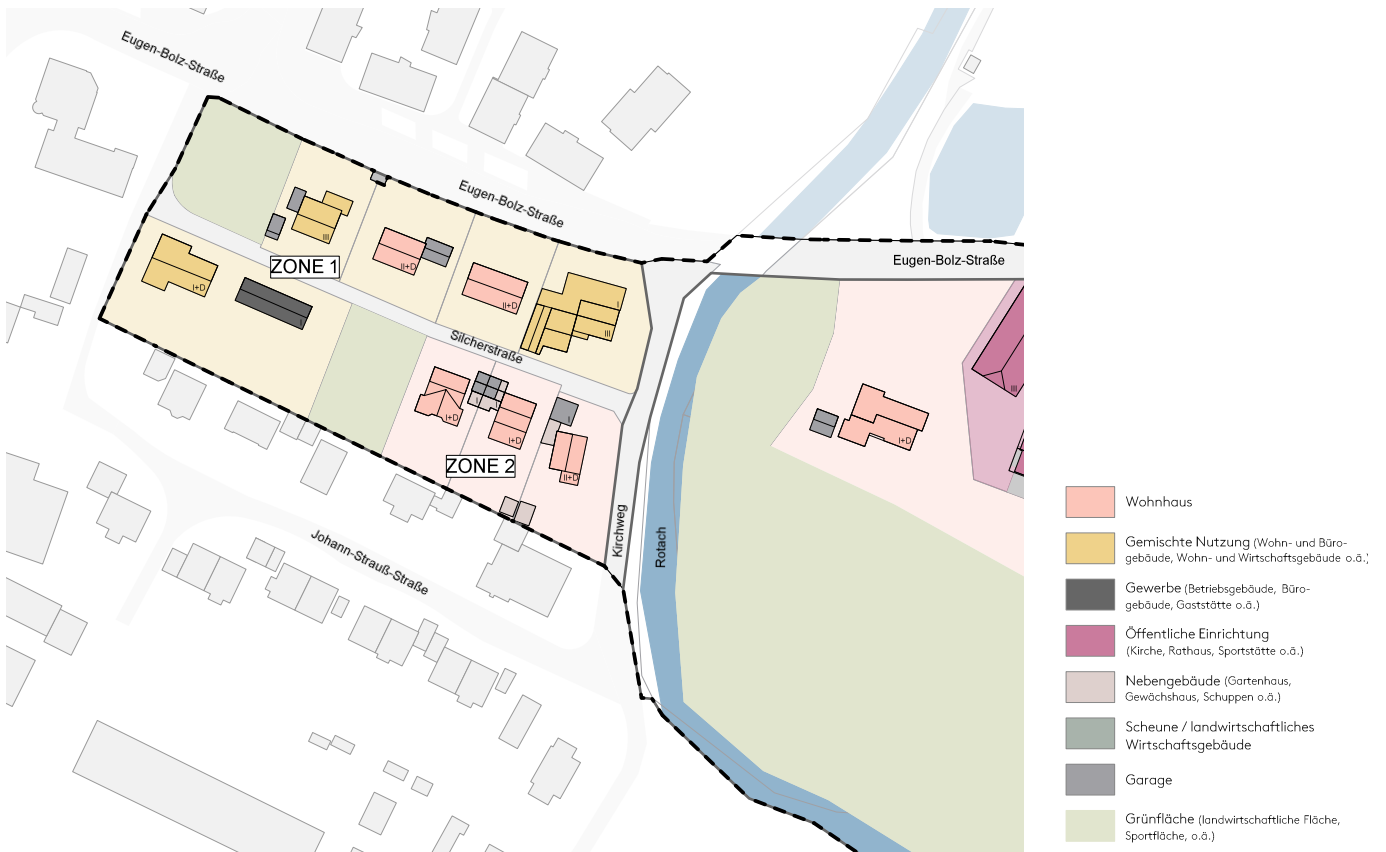 Eugen-Bolz-Straße
Eugen-Bolz-Straße
Eugen-Bolz-Straße
III
ZONE 1
II+D
I+D
II+D
I
I
III
Silcherstraße
III
I+D
I
I
I+D
I+D
ZONE 2
II+D
Kirchweg
Rotach
Johann-Strauß-Straße
Wohnhaus
Gemischte Nutzung (Wohn- und Büro-
gebäude, Wohn- und Wirtschaftsgebäude o.ä.)
Gewerbe (Betriebsgebäude, Büro-
gebäude, Gaststätte o.ä.)
Öffentliche Einrichtung
(Kirche, Rathaus, Sportstätte o.ä.)
Nebengebäude (Gartenhaus,
Gewächshaus, Schuppen o.ä.)
Scheune / landwirtschaftliches
Wirtschaftsgebäude
Garage
Grünfläche (landwirtschaftliche Fläche,
Sportfläche, o.ä.)